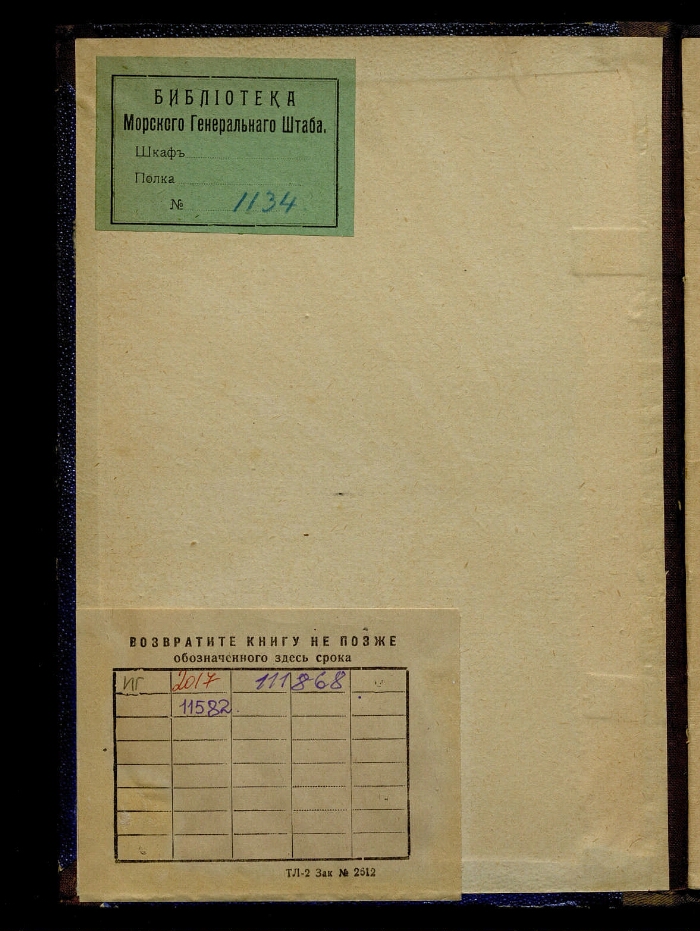 БИБЛІОТЕКА
Морского Генеральнаго Штаба.
Шкафъ
Полка
№ 1134
ВОЗВРАТИТЕ КНИГУ НЕ ПОЗЖЕ
обозначенного здесь срока
ИГ 2017 111868
11582
ТЛ-2 Зак № 2612